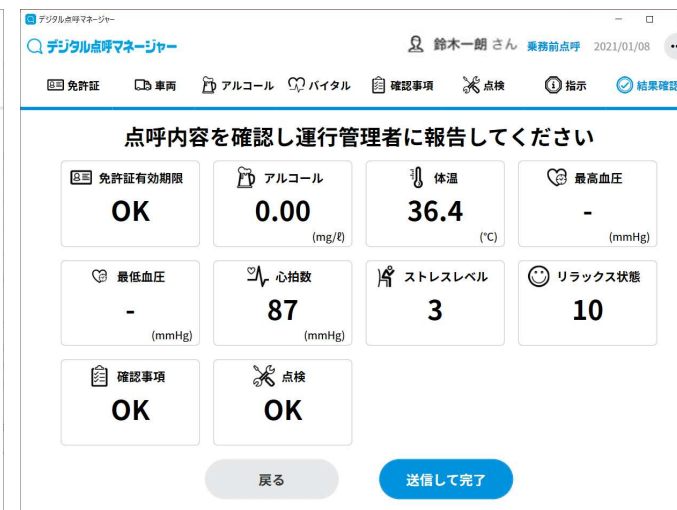 デジタル点呼マネージャー
デジタル点呼マネージャー
鈴木一朗 さん 乗務前点呼 2021/01/08
免許証 車両 アルコール バイタル 確認事項 点検 指示 結果確認
点呼内容を確認し運行管理者に報告してください
免許証有効期限 アルコール 体温 最高血圧
OK 0.00 36.4 -
(mg/ℓ) (℃) (mmHg)
最低血圧 心拍数 ストレスレベル リラックス状態
- 87 3 10
(mmHg) (mmHg)
確認事項 点検
OK OK
戻る 送信して完了